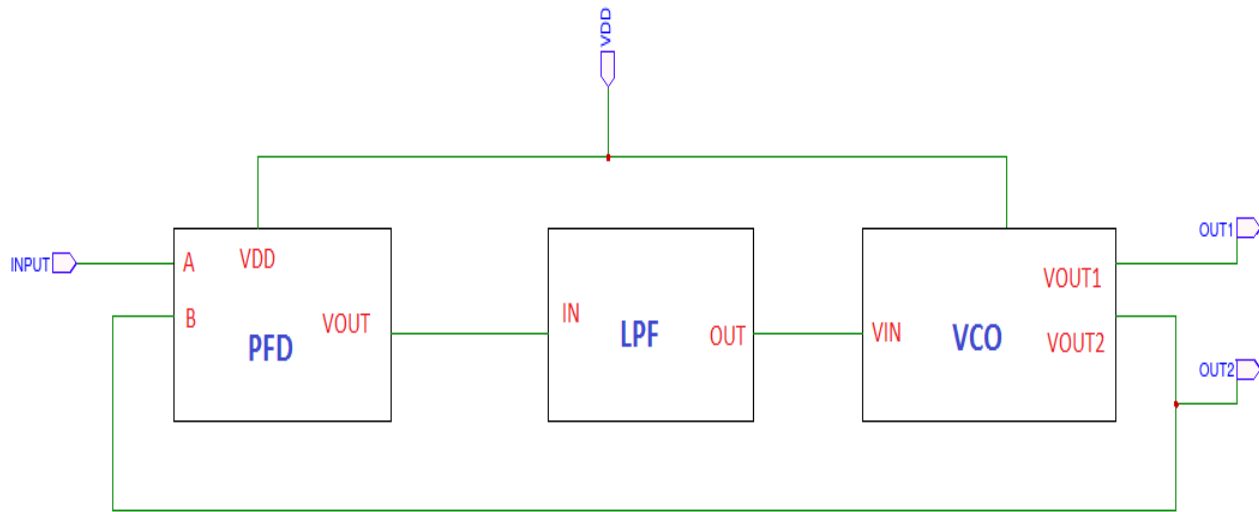 VDD
INPUT
A
VDD
B
VOUT
PFD
IN
LPF
OUT
VIN
VCO
VOUT1
VOUT2
OUT1
OUT2